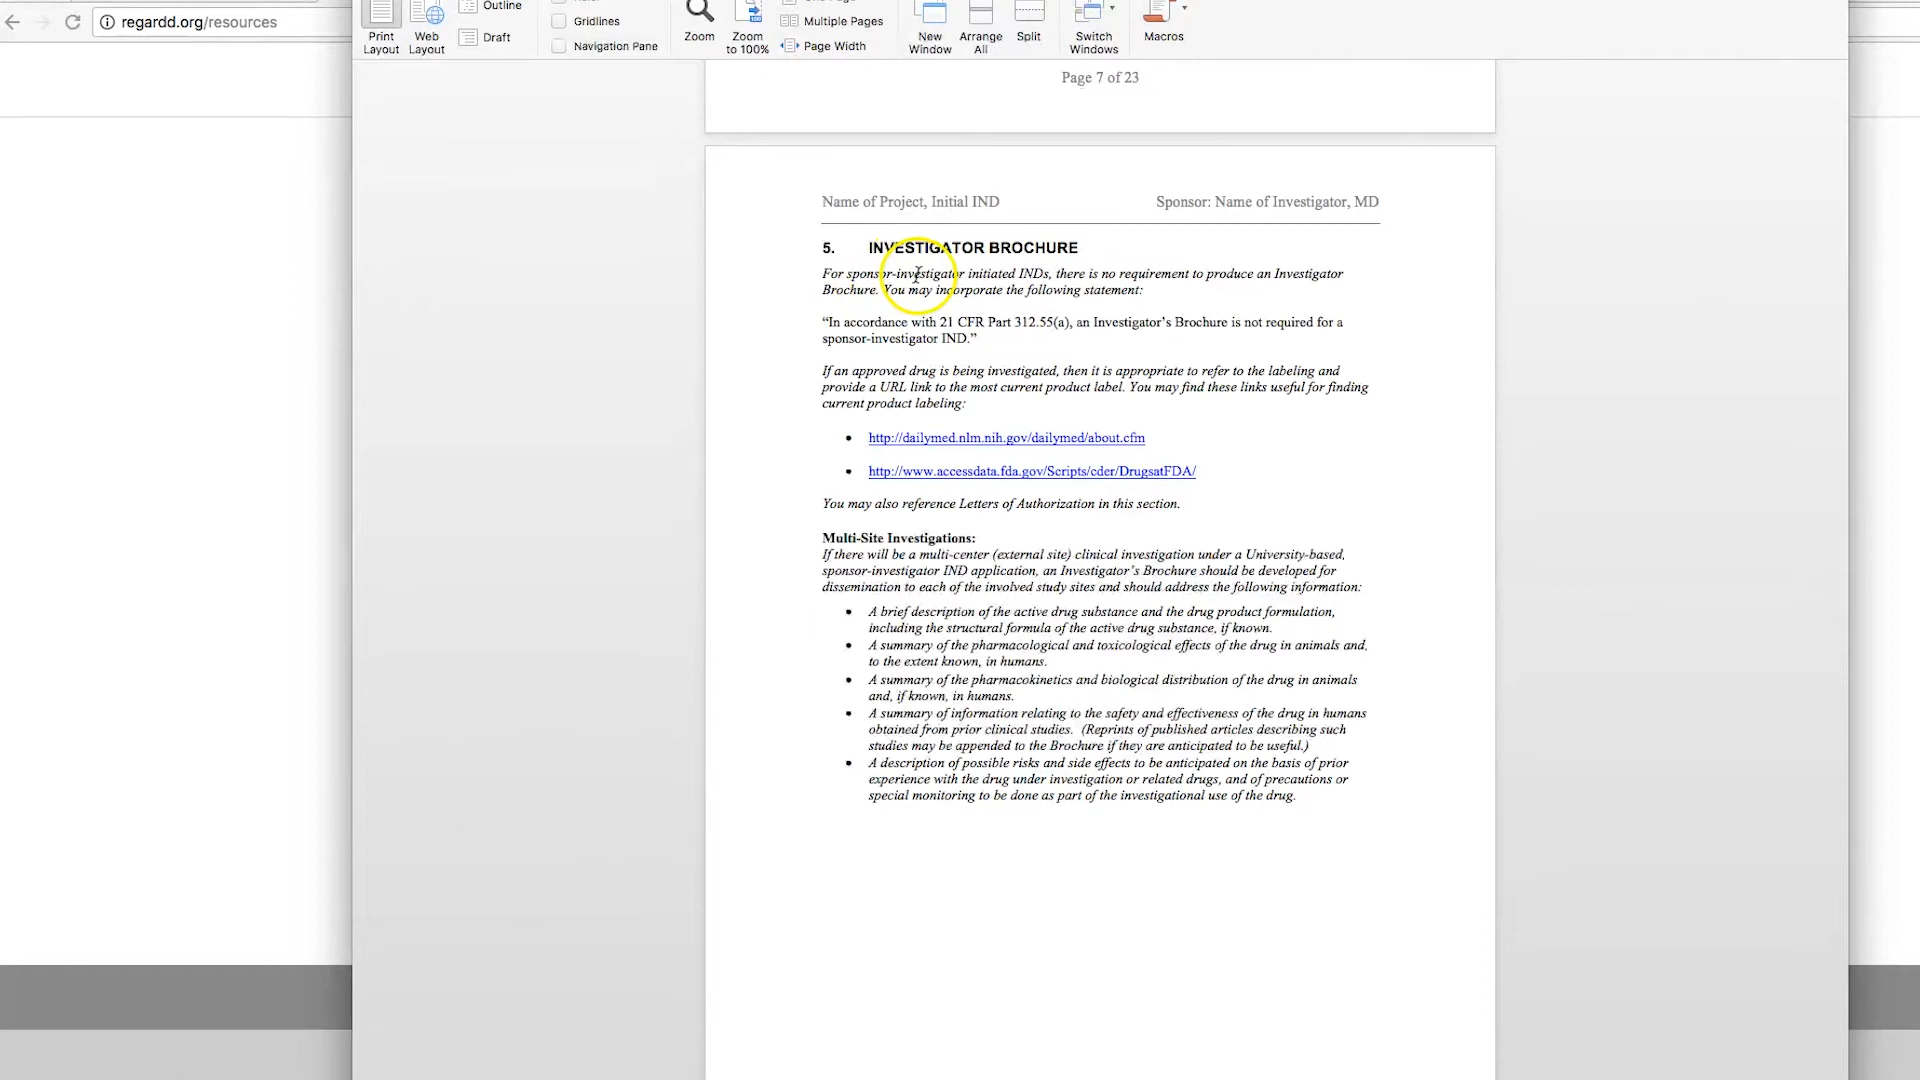 regardd.org/resources
Print Layout
Web Layout
Outline
Draft
Gridlines
Navigation Pane
Zoom
Zoom to 100%
Multiple Pages
Page Width
New Window
Arrange All
Split
Switch Windows
Macros
Page 7 of 23
Name of Project, Initial IND Sponsor: Name of Investigator, MD
5. INVESTIGATOR BROCHURE
For sponsor-investigator initiated INDs, there is no requirement to produce an Investigator
Brochure. You may incorporate the following statement:
“In accordance with 21 CFR Part 312.55(a), an Investigator’s Brochure is not required for a
sponsor-investigator IND.”
If an approved drug is being investigated, then it is appropriate to refer to the labeling and
provide a URL link to the most current product label. You may find these links useful for finding
current product labeling:
• http://dailymed.nlm.nih.gov/dailymed/about.cfm
• http://www.accessdata.fda.gov/Scripts/cder/DrugsatFDA/
You may also reference Letters of Authorization in this section.
Multi-Site Investigations:
If there will be a multi-center (external site) clinical investigation under a University-based,
sponsor-investigator IND application, an Investigator’s Brochure should be developed for
dissemination to each of the involved study sites and should address the following information:
• A brief description of the active drug substance and the drug product formulation,
including the structural formula of the active drug substance, if known.
• A summary of the pharmacological and toxicological effects of the drug in animals and,
to the extent known, in humans.
• A summary of the pharmacokinetics and biological distribution of the drug in animals
and, if known, in humans.
• A summary of information relating to the safety and effectiveness of the drug in humans
obtained from prior clinical studies. (Reprints of published articles describing such
studies may be appended to the Brochure if they are anticipated to be useful.)
• A description of possible risks and side effects to be anticipated on the basis of prior
experience with the drug under investigation or related drugs, and of precautions or
special monitoring to be done as part of the investigational use of the drug.